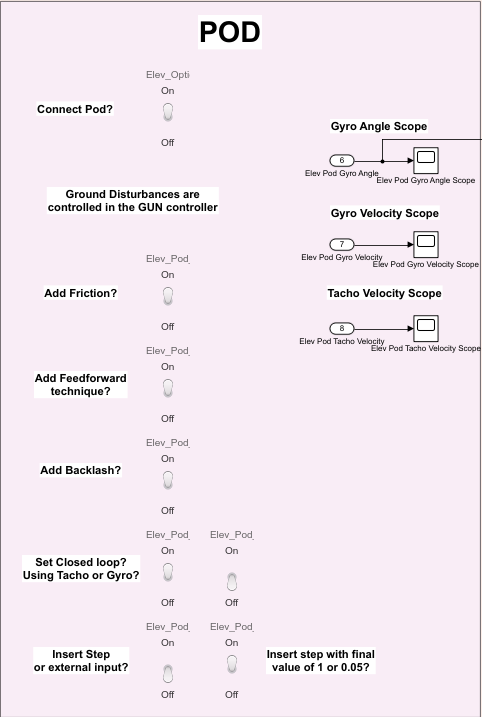 POD
Elev_Opti
On
Connect Pod?
Off
Gyro Angle Scope
6
Elev Pod Gyro Angle
Elev Pod Gyro Angle Scope
Ground Disturbances are
controlled in the GUN controller
Gyro Velocity Scope
7
Elev Pod Gyro Velocity
Elev Pod Gyro Velocity Scope
Elev_Pod_
On
Add Friction?
Off
Tacho Velocity Scope
8
Elev Pod Tacho Velocity
Elev Pod Tacho Velocity Scope
Elev_Pod_
On
Add Feedforward
technique?
Off
Elev_Pod_
On
Add Backlash?
Off
Elev_Pod_ Elev_Pod_
On On
Set Closed loop?
Using Tacho or Gyro?
Off Off
Elev_Pod_ Elev_Pod_
On On
Insert Step
or external input?
Insert step with final
value of 1 or 0.05?
Off Off